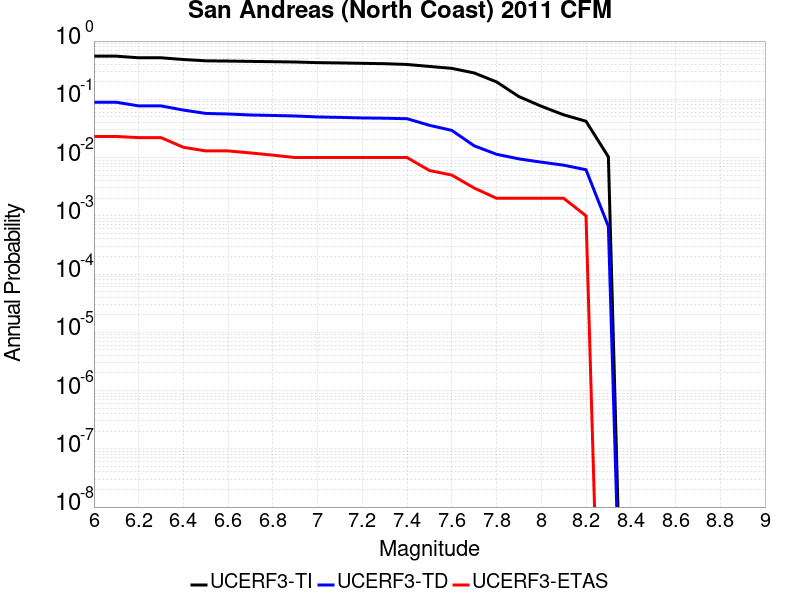 San Andreas (North Coast) 2011 CFM
10^0
10^-1
10^-2
10^-3
10^-4
10^-5
10^-6
10^-7
10^-8
Annual Probability
6 6.2 6.4 6.6 6.8 7 7.2 7.4 7.6 7.8 8 8.2 8.4 8.6 8.8 9
Magnitude
UCERF3-TI UCERF3-TD UCERF3-ETAS